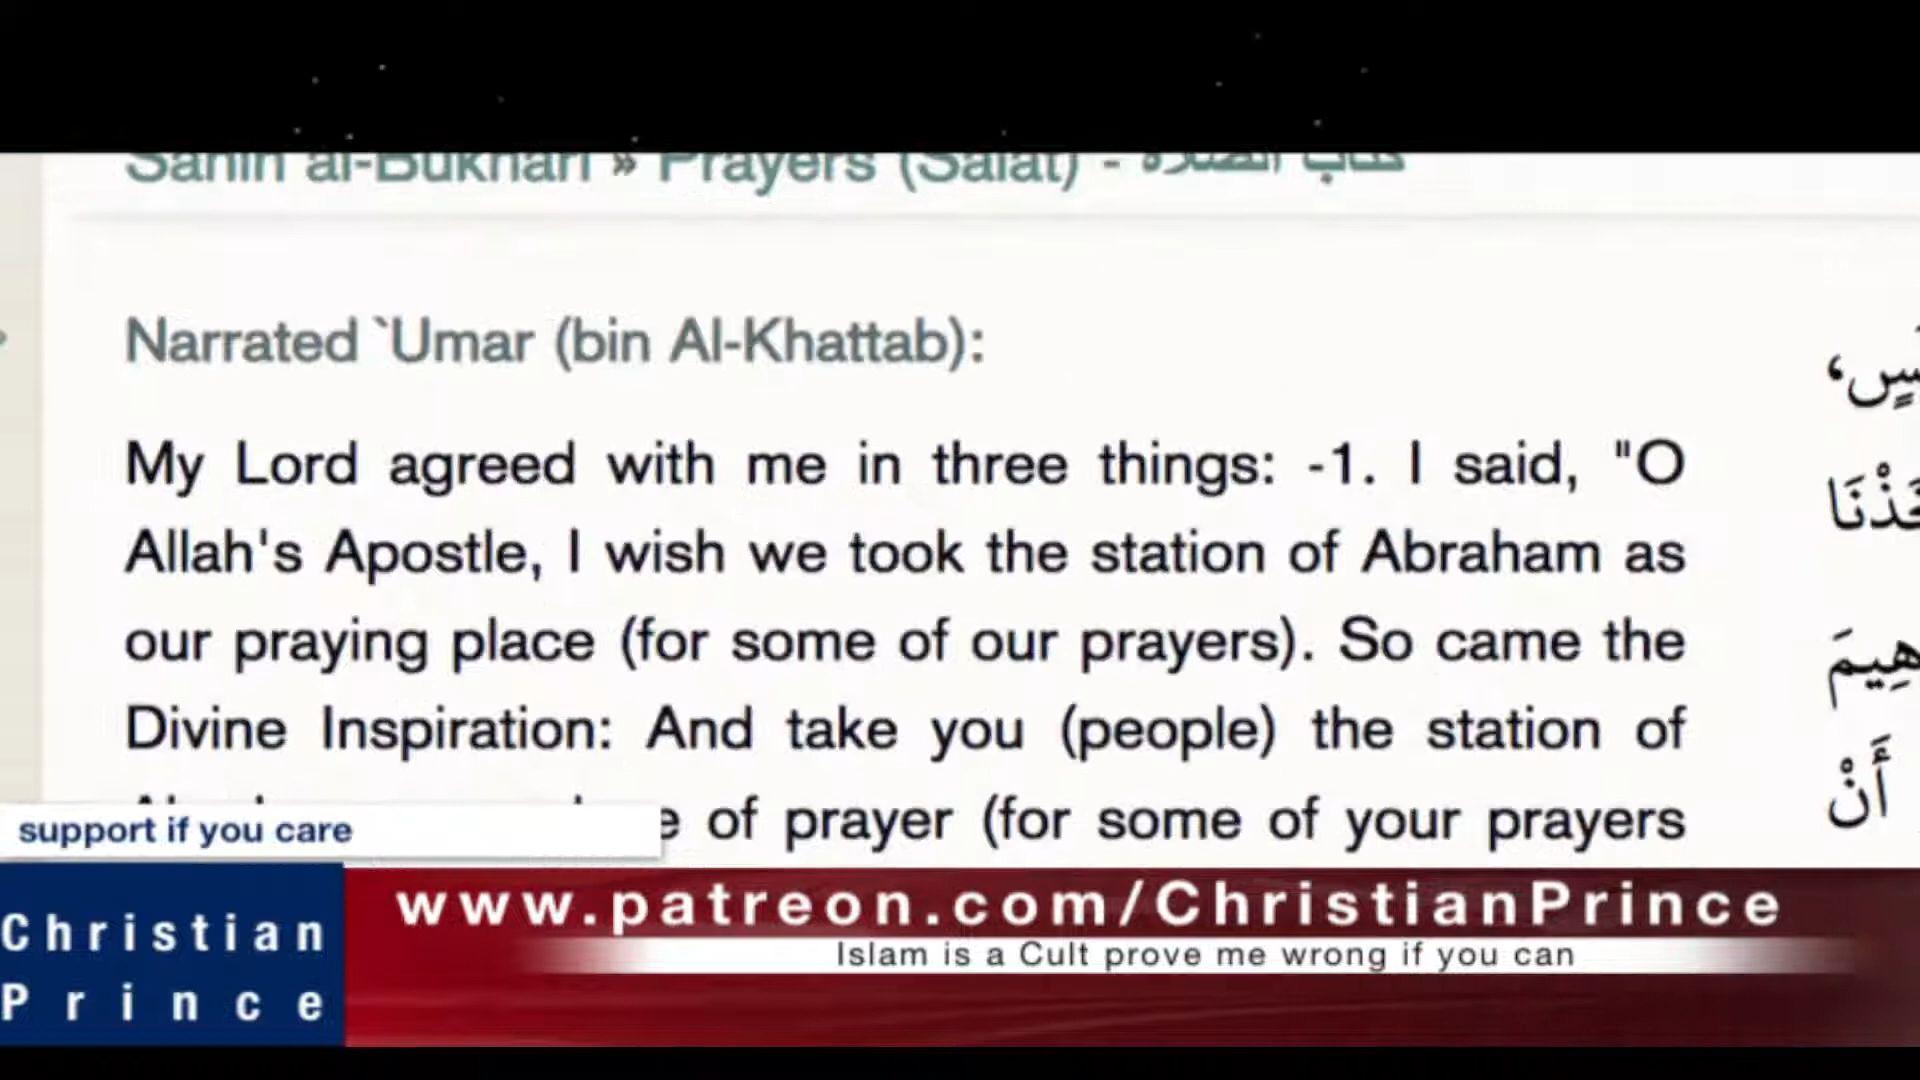 Sahih al-Bukhari » Prayers (Salat) - كتاب الصلاة
Narrated `Umar (bin Al-Khattab):
My Lord agreed with me in three things: -1. I said, "O
Allah's Apostle, I wish we took the station of Abraham as
our praying place (for some of our prayers). So came the
Divine Inspiration: And take you (people) the station of
of prayer (for some of your prayers
أَنْ
support if you care
Christian
Prince
www.patreon.com/ChristianPrince
Islam is a Cult prove me wrong if you can